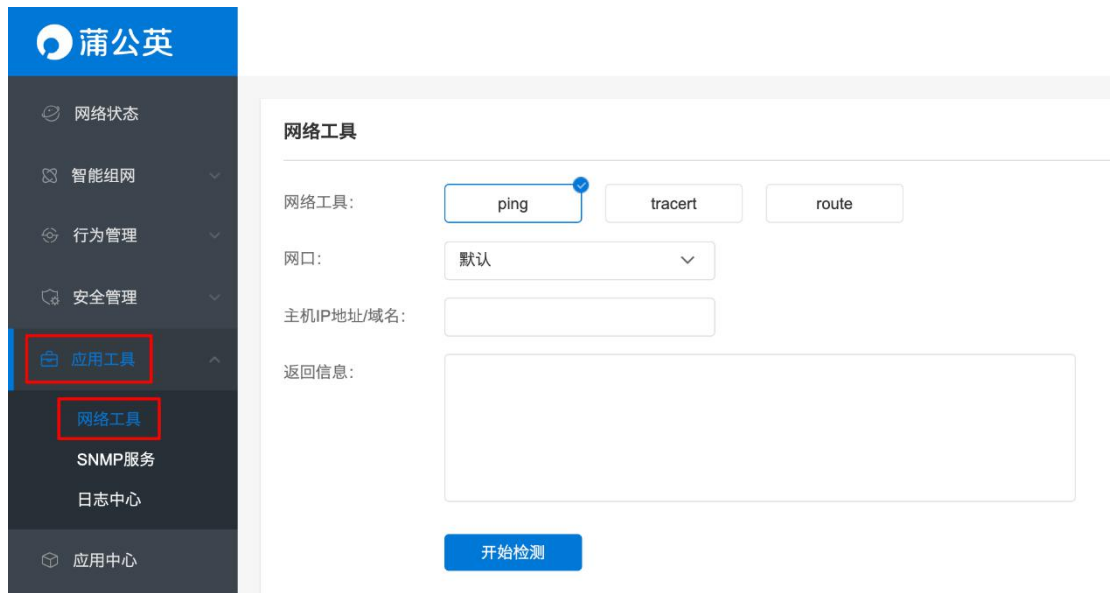 蒲公英
网络状态
智能组网
行为管理
安全管理
应用工具
网络工具
SNMP服务
日志中心
应用中心
网络工具
网络工具:
ping
tracert
route
网口:
默认
主机IP地址/域名:
返回信息:
开始检测